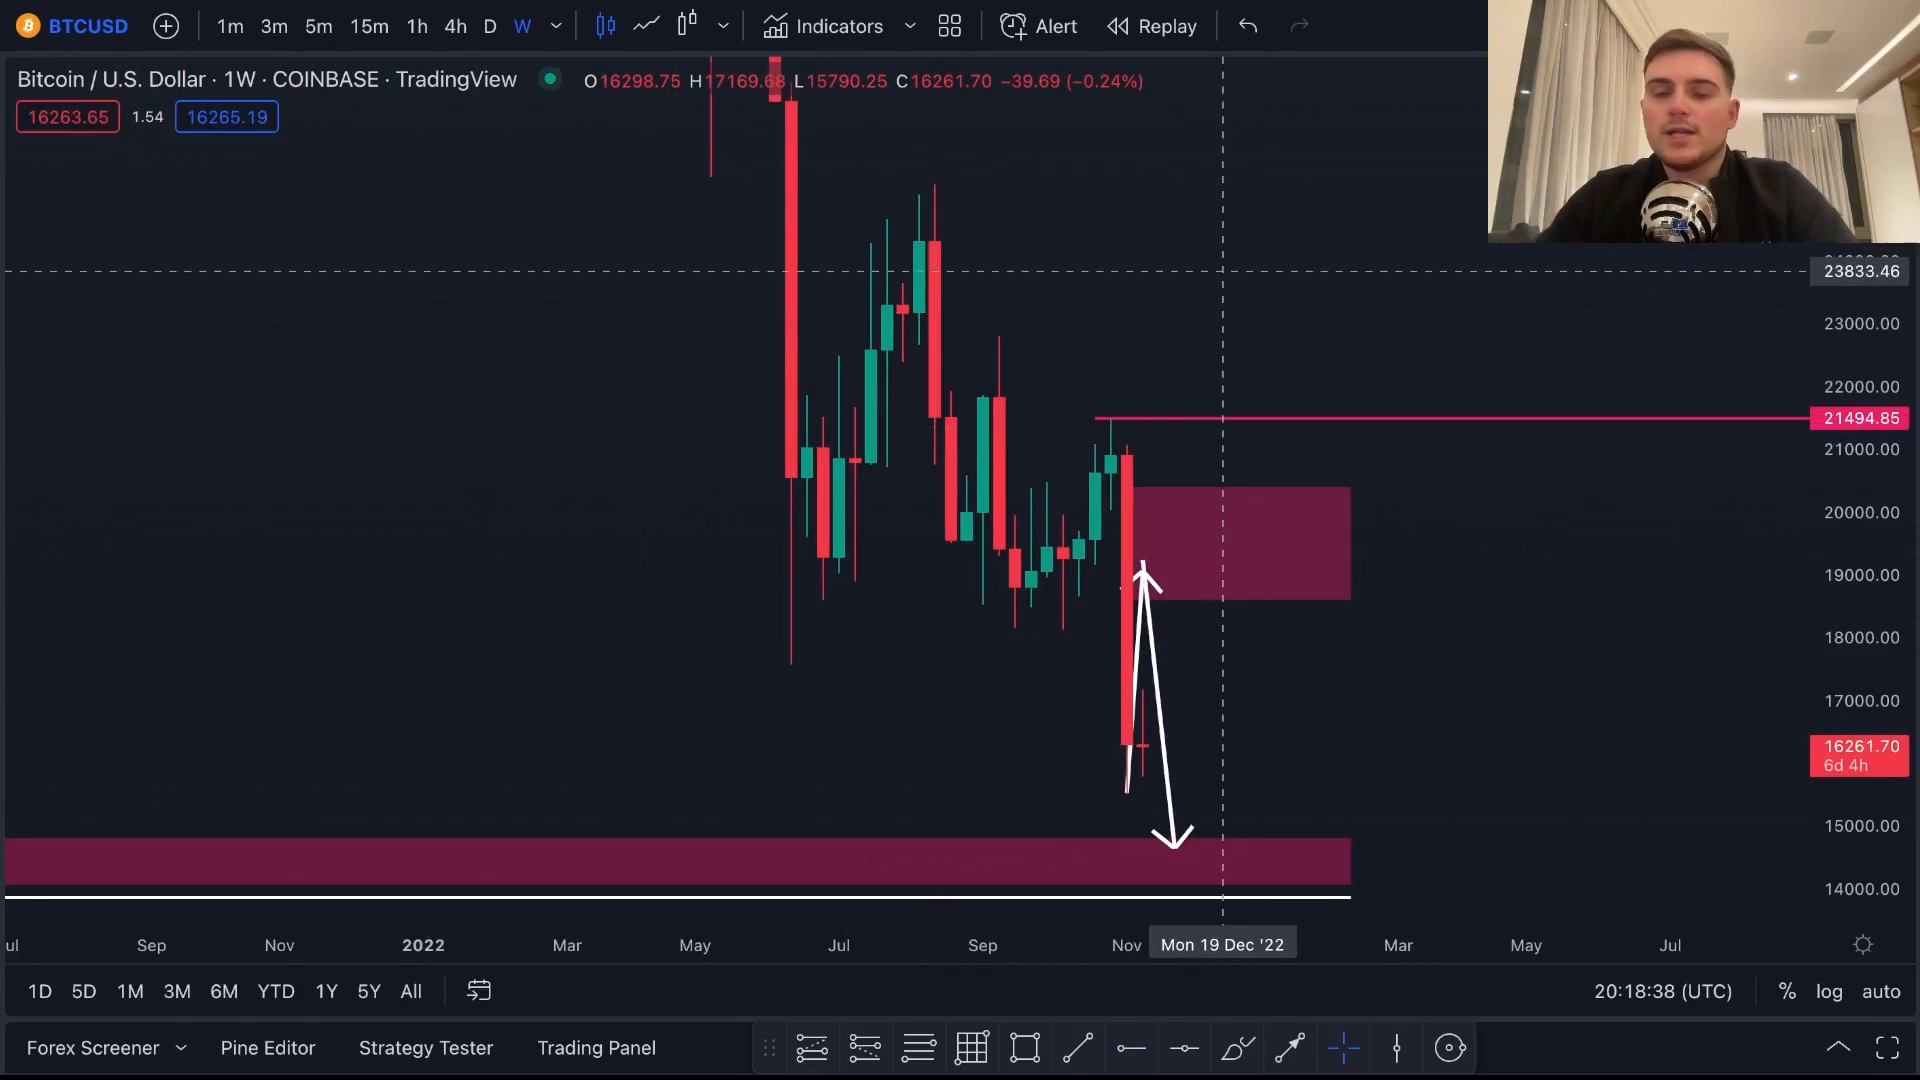 BTCUSD 1m 3m 5m 15m 1h 4h D W Indicators Alert Replay
Bitcoin / U.S. Dollar · 1W · COINBASE · TradingView O16298.75 H17169.68 L15790.25 C16261.70 −39.69 (−0.24%)
16263.65 1.54 16265.19
23833.46
23000.00
22000.00
21494.85
21000.00
20000.00
19000.00
18000.00
17000.00
16261.70
6d 4h
15000.00
14000.00
ul Sep Nov 2022 Mar May Jul Sep Nov Mon 19 Dec '22 Mar May Jul
1D 5D 1M 3M 6M YTD 1Y 5Y All 20:18:38 (UTC) % log auto
Forex Screener Pine Editor Strategy Tester Trading Panel